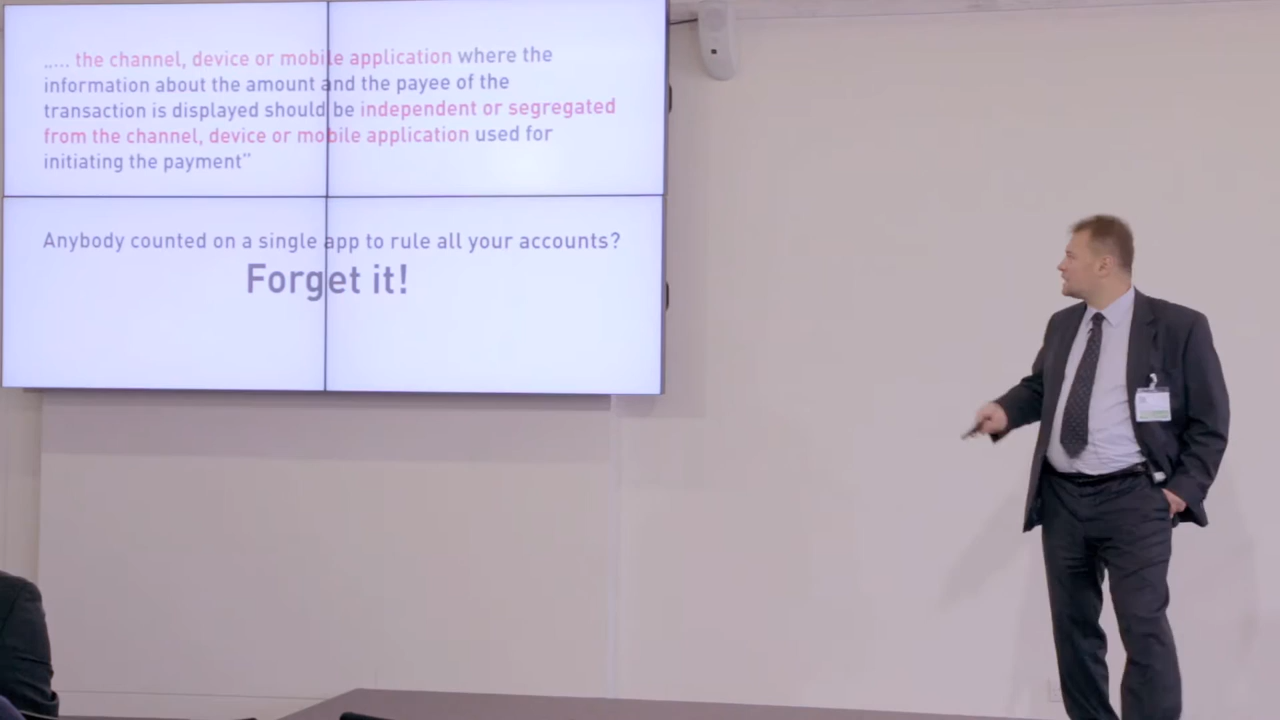 „... the channel, device or mobile application where the
information about the amount and the payee of the
transaction is displayed should be independent or segregated
from the channel, device or mobile application used for
initiating the payment”
Anybody counted on a single app to rule all your accounts?
Forget it!